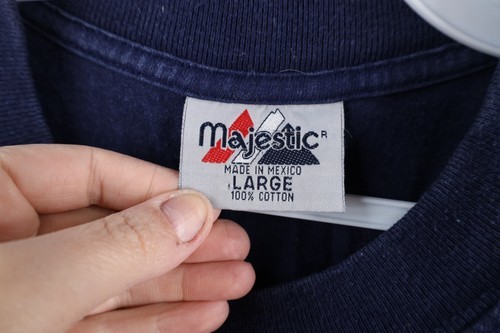 Majestic R
MADE IN MEXICO
LARGE
100% COTTON